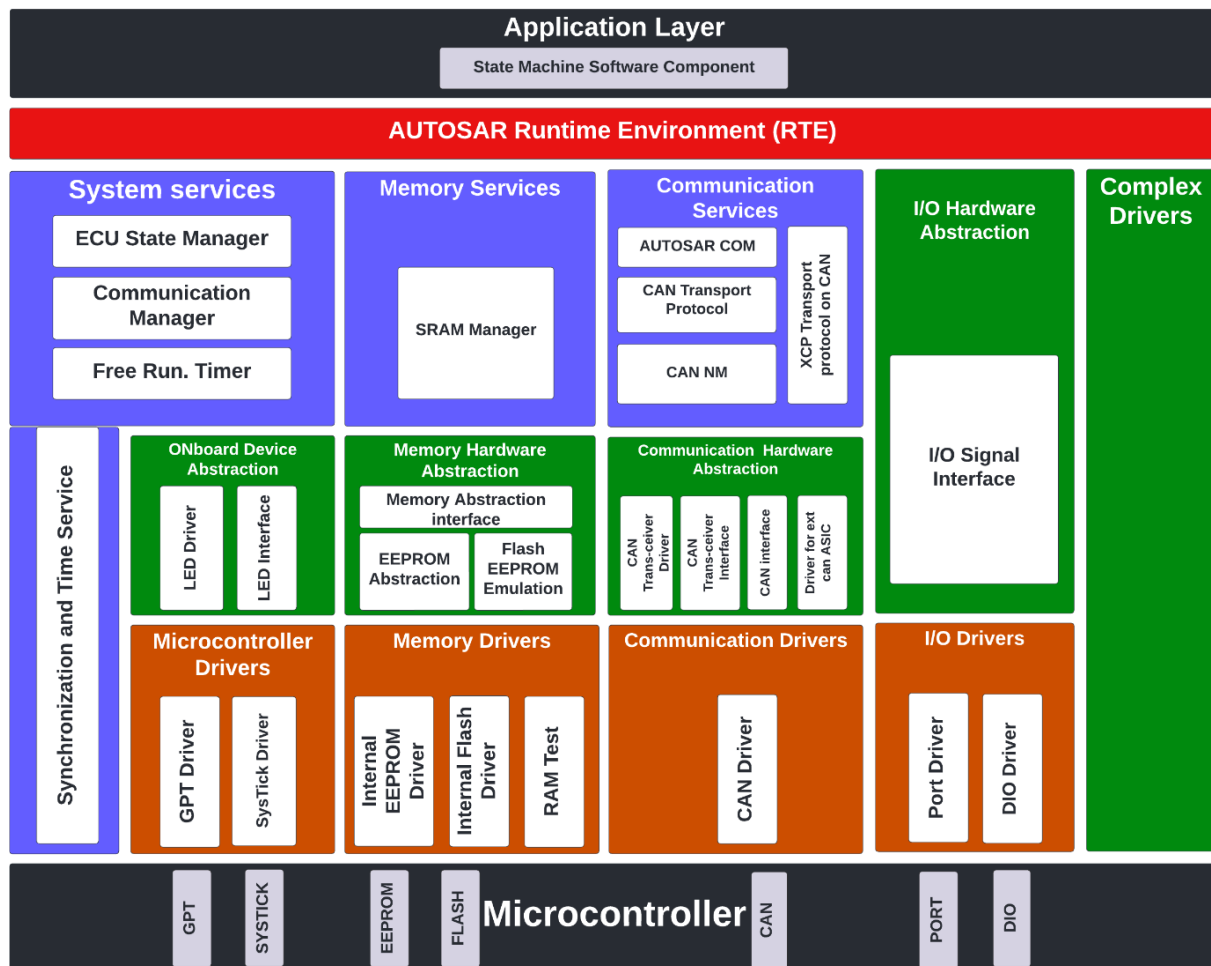 Application Layer
State Machine Software Component
AUTOSAR Runtime Environment (RTE)
System services
ECU State Manager
Communication
Manager
Free Run. Timer
Memory Services
SRAM Manager
Communication
Services
AUTOSAR COM
CAN Transport
Protocol
CAN NM
XCP Transport
protocol on CAN
I/O Hardware
Abstraction
I/O Signal
Interface
Complex
Drivers
Synchronization and Time Service
ONboard Device
Abstraction
LED Driver
LED Interface
Memory Hardware
Abstraction
Memory Abstraction
interface
EEPROM
Abstraction
Flash
EEPROM
Emulation
Communication Hardware
Abstraction
CAN
Trans-ceiver
Driver
CAN
Trans-ceiver
Interface
CAN interface
Driver for ext
can ASIC
Microcontroller
Drivers
GPT Driver
SysTick Driver
Memory Drivers
Internal
EEPROM
Driver
Internal Flash
Driver
RAM Test
Communication Drivers
CAN Driver
I/O Drivers
Port Driver
DIO Driver
GPT
SYSTICK
EEPROM
FLASH
Microcontroller
CAN
PORT
DIO